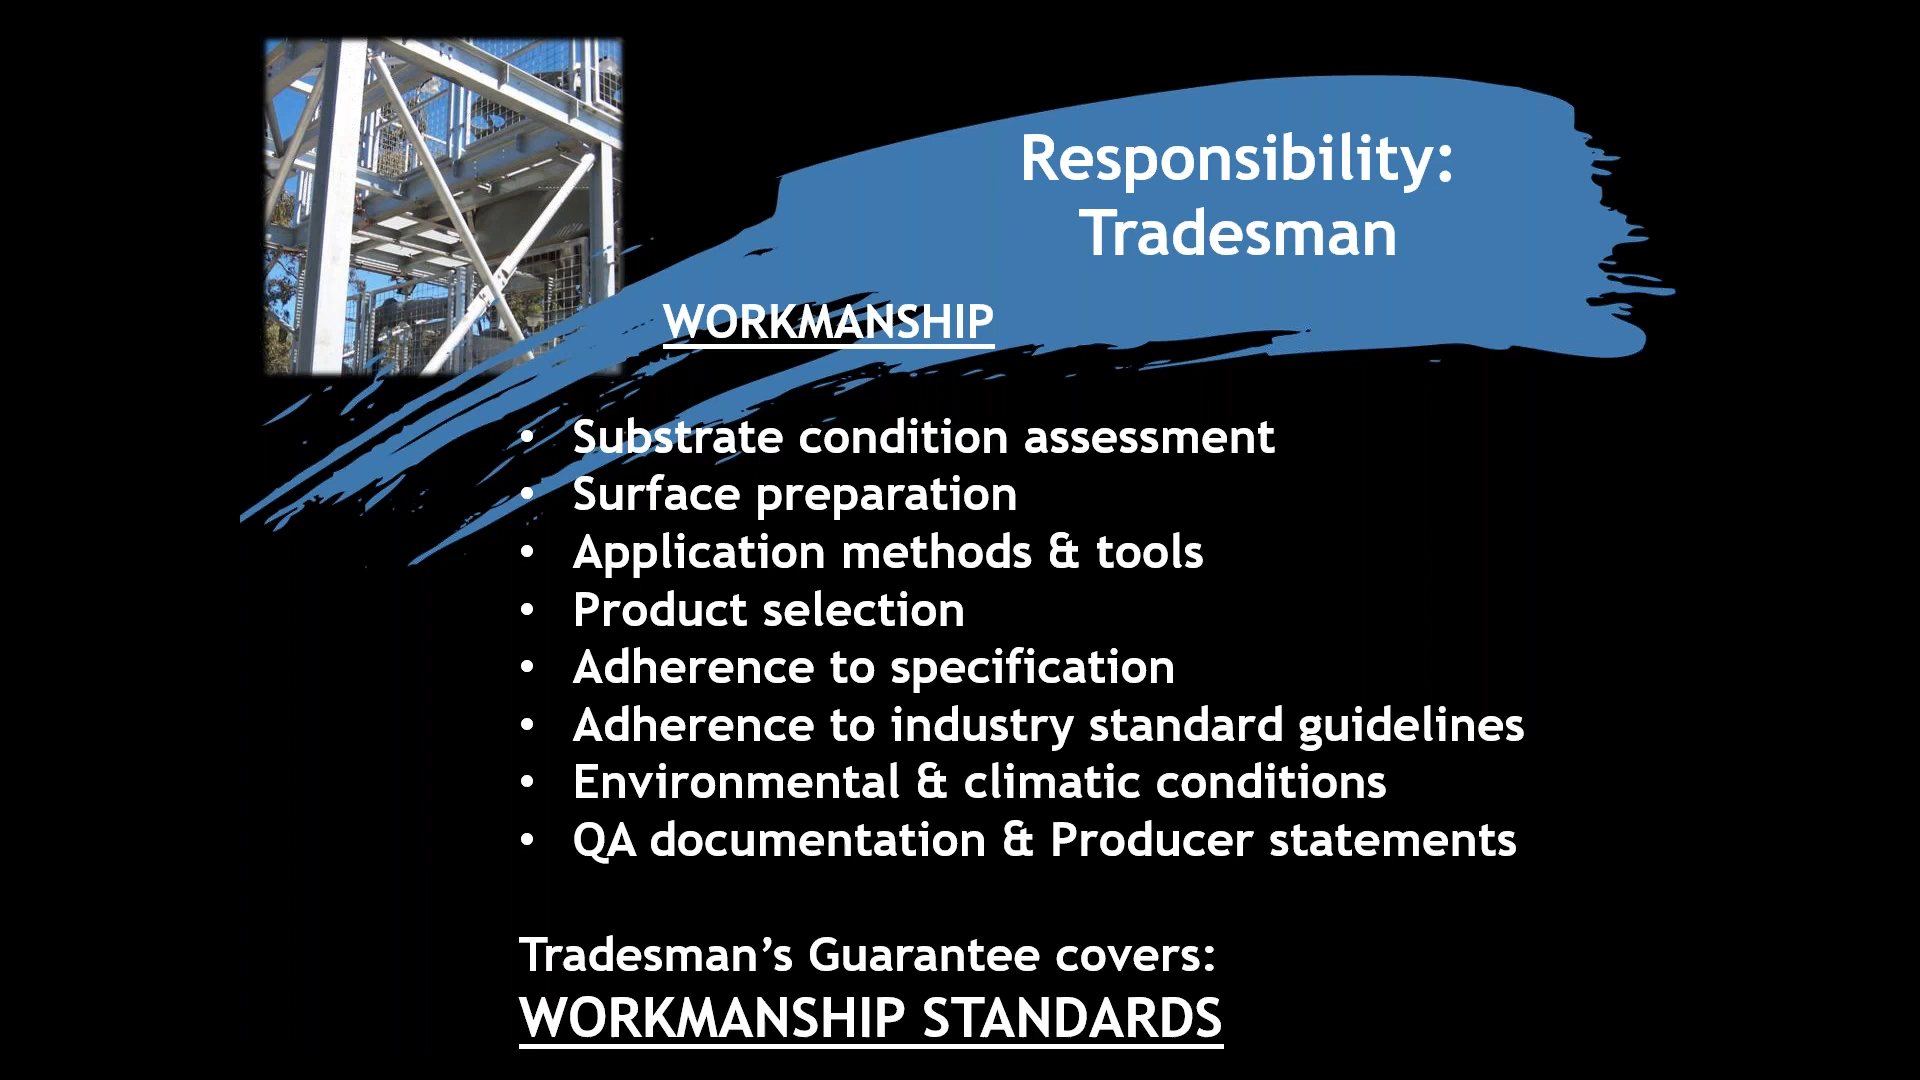 Responsibility:
Tradesman
WORKMANSHIP
• Substrate condition assessment
• Surface preparation
• Application methods & tools
• Product selection
• Adherence to specification
• Adherence to industry standard guidelines
• Environmental & climatic conditions
• QA documentation & Producer statements
Tradesman’s Guarantee covers:
WORKMANSHIP STANDARDS